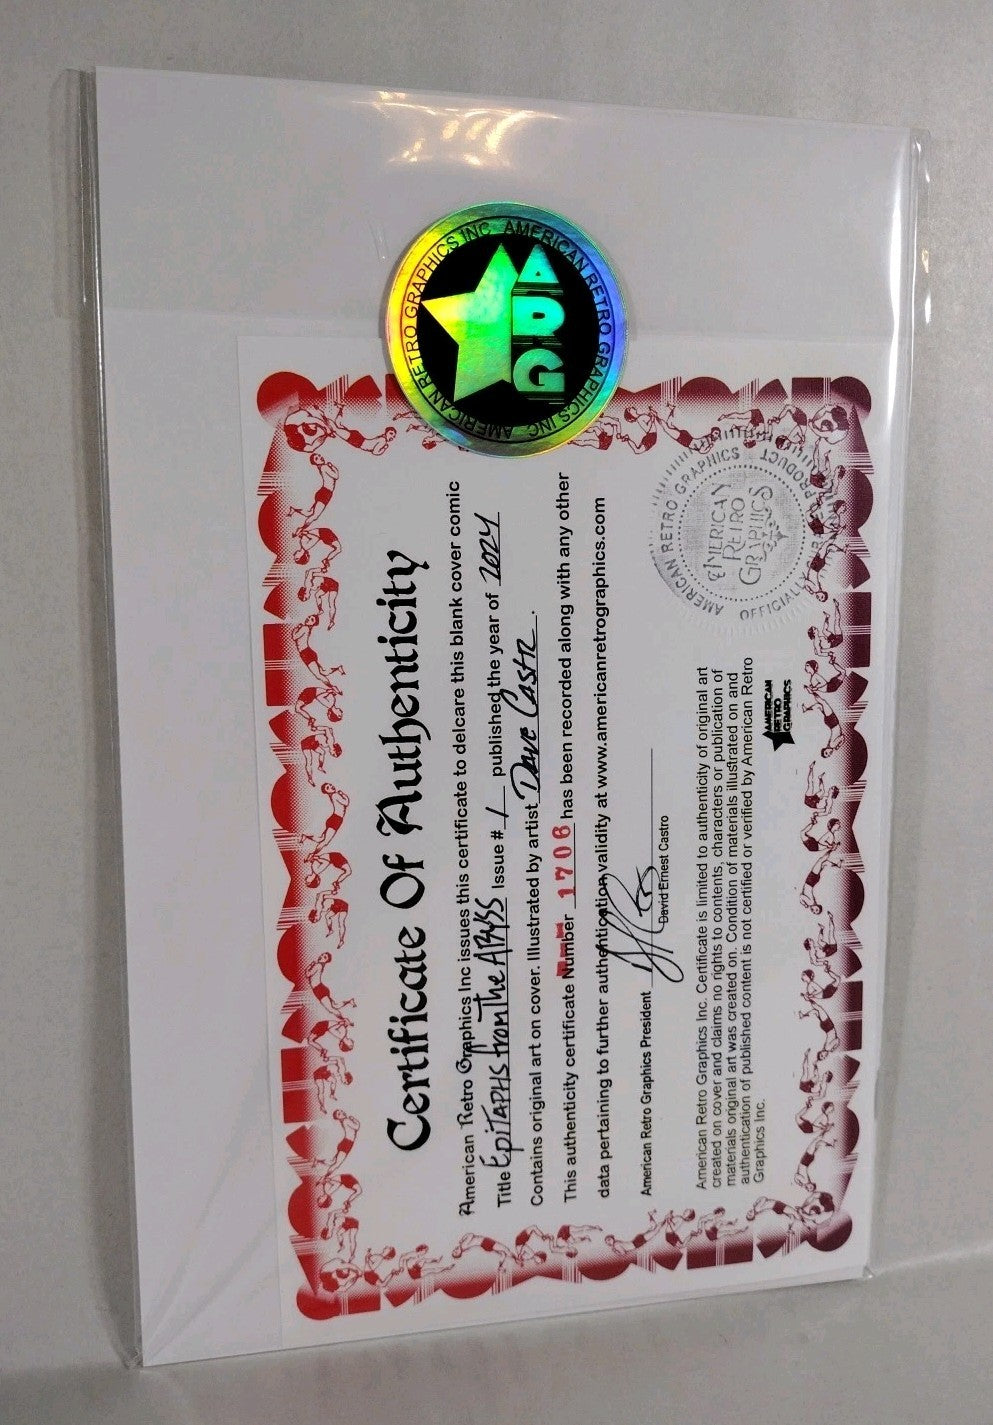 AMERICAN RETRO GRAPHICS INC. AMERICAN RETRO GRAPHICS INC.
ARG
Certificate Of Authenticity
American Retro Graphics Inc issues this certificate to delcare this blank cover comic
Title EpiTAPHS from The ABYSS Issue # 1 published the year of 2024
Contains original art on cover. Illustrated by artist Dave Castro.
This authenticity certificate Number 1706 has been recorded along with any other
data pertaining to further authentication validity at www.americanretrographics.com
American Retro Graphics President
David Ernest Castro
American Retro Graphics Inc. Certificate is limited to authenticity of original art
created on cover and claims no rights to contents, characters or publication of
materials original art was created on. Condition of materials illustrated on and
authentication of published content is not certified or verified by American Retro
Graphics Inc.
AMERICAN
RETRO
GRAPHICS
AMERICAN RETRO GRAPHICS
AMERICAN
RETRO
GRAPHICS
OFFICIALLY PRODUCT